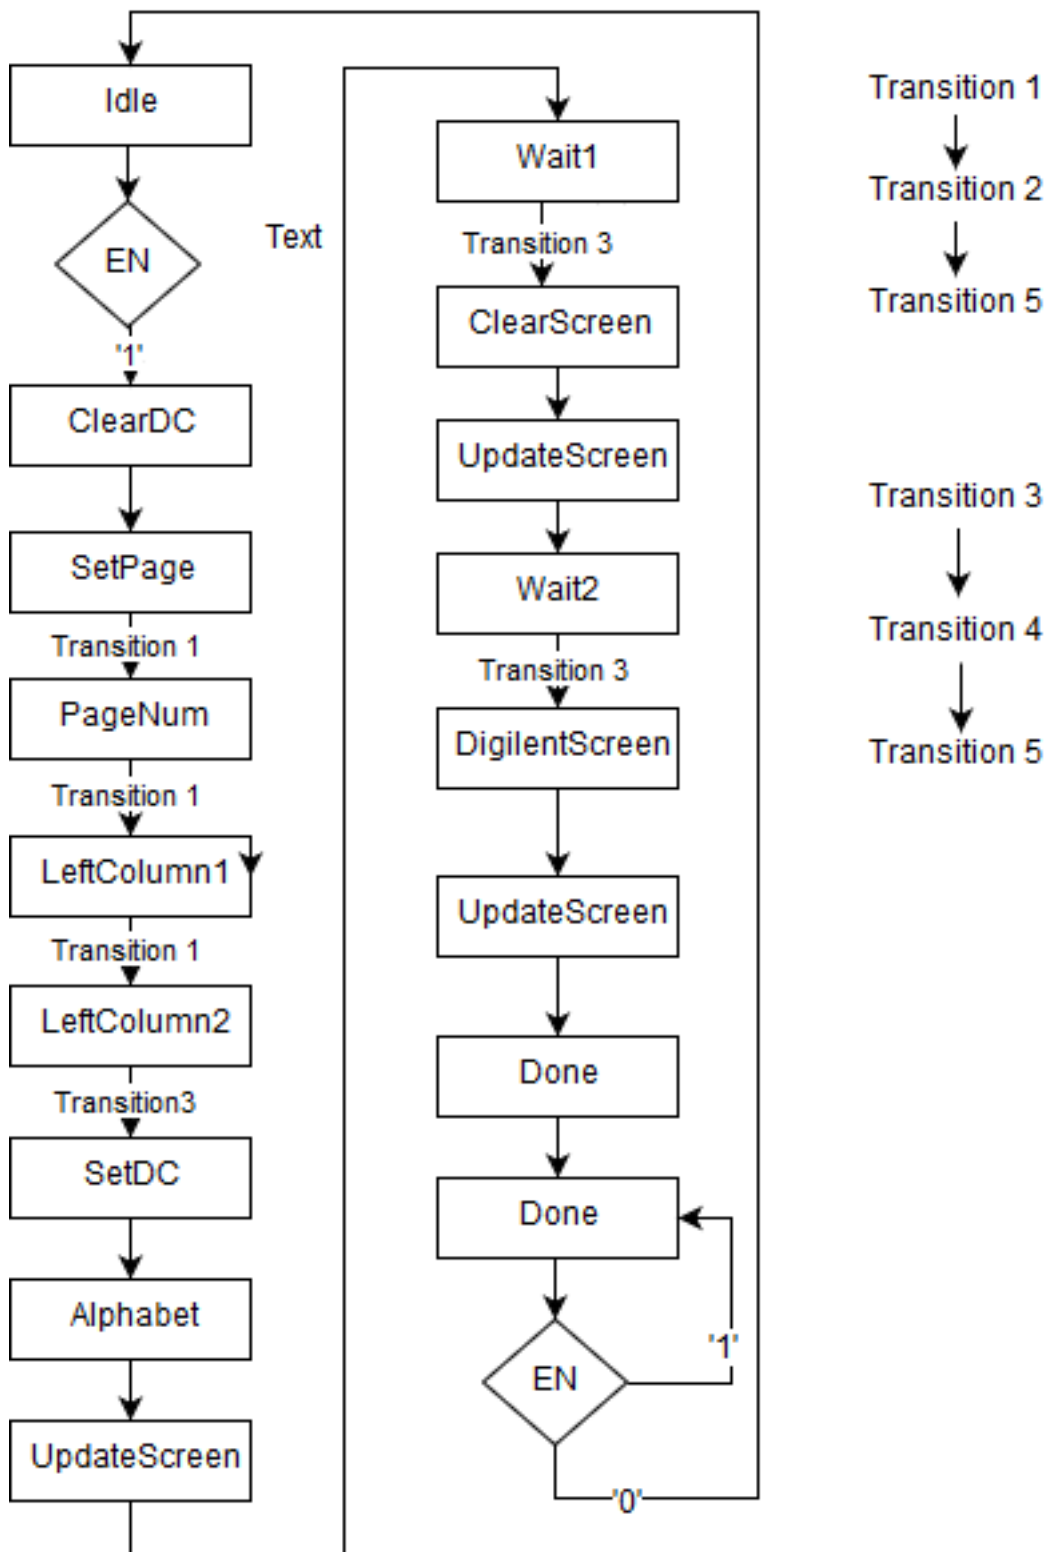 Idle
EN
'1'
ClearDC
SetPage
Transition 1
PageNum
Transition 1
LeftColumn1
Transition 1
LeftColumn2
Transition3
SetDC
Alphabet
UpdateScreen
Text
Wait1
Transition 3
ClearScreen
UpdateScreen
Wait2
Transition 3
DigilentScreen
UpdateScreen
Done
Done
EN
'1'
'0'
Transition 1
Transition 2
Transition 5
Transition 3
Transition 4
Transition 5